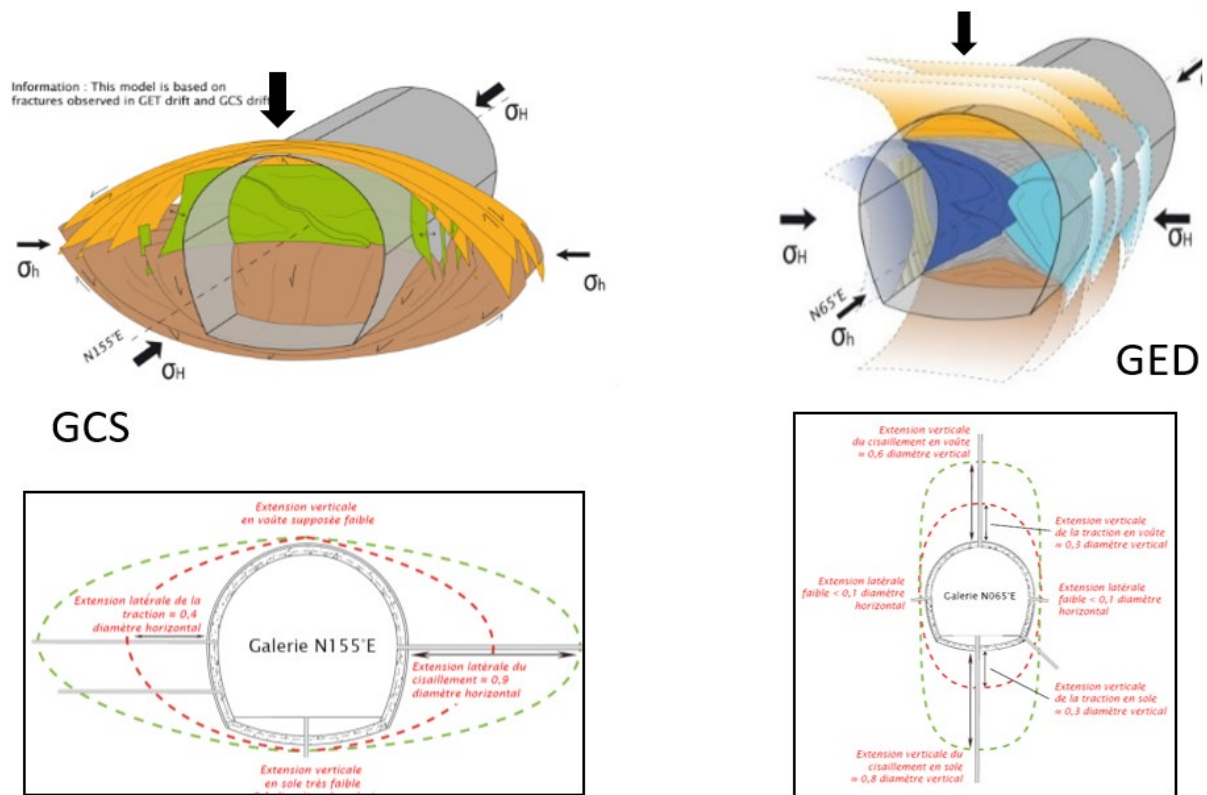 Information : This model is based on
fractures observed in GET drift and GCS drift
σH
σh
σh
N155°E
σH
GCS
σH
σH
N65°E
σh
GED
Extension verticale
en voûte supposée faible
Extension latérale de la
traction ≈ 0,4
diamètre horizontal
Galerie N155°E
Extension latérale du
cisaillement ≈ 0,9
diamètre horizontal
Extension verticale
en sole très faible
Extension verticale
du cisaillement en voûte
≈ 0,6 diamètre vertical
Extension verticale
de la traction en voûte
≈ 0,3 diamètre vertical
Extension latérale
faible < 0,1 diamètre
horizontal
Galerie N065°E
Extension latérale
faible < 0,1 diamètre
horizontal
Extension verticale
de la traction en sole
≈ 0,3 diamètre vertical
Extension verticale du
cisaillement en sole
≈ 0,8 diamètre vertical